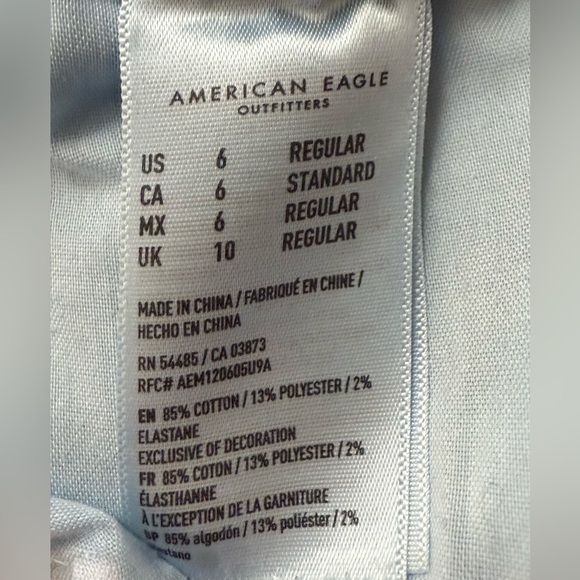 AMERICAN EAGLE
OUTFITTERS
US 6 REGULAR
CA 6 STANDARD
MX 6 REGULAR
UK 10 REGULAR
MADE IN CHINA / FABRIQUÉ EN CHINE /
HECHO EN CHINA
RN 54485 / CA 03873
RFC# AEM120605U9A
EN 85% COTTON / 13% POLYESTER / 2%
ELASTANE
EXCLUSIVE OF DECORATION
FR 85% COTON / 13% POLYESTER / 2%
ÉLASTHANNE
À L'EXCEPTION DE LA GARNITURE
SP 85% algodón / 13% poliéster / 2%